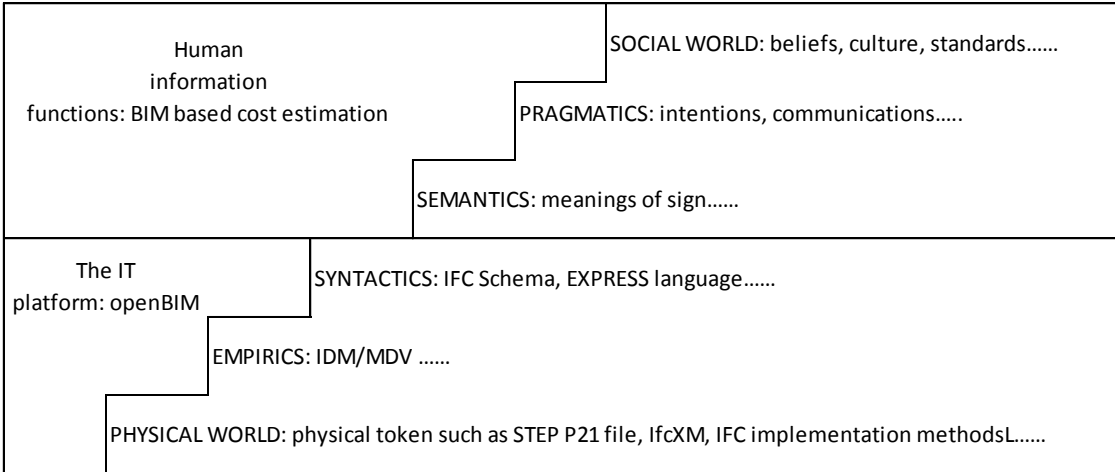 Human
information
functions: BIM based cost estimation
SOCIAL WORLD: beliefs, culture, standards……
PRAGMATICS: intentions, communications…..
SEMANTICS: meanings of sign……
The IT
platform: openBIM
SYNTACTICS: IFC Schema, EXPRESS language……
EMPIRICS: IDM/MDV ……
PHYSICAL WORLD: physical token such as STEP P21 file, IfcXM, IFC implementation methodsL……